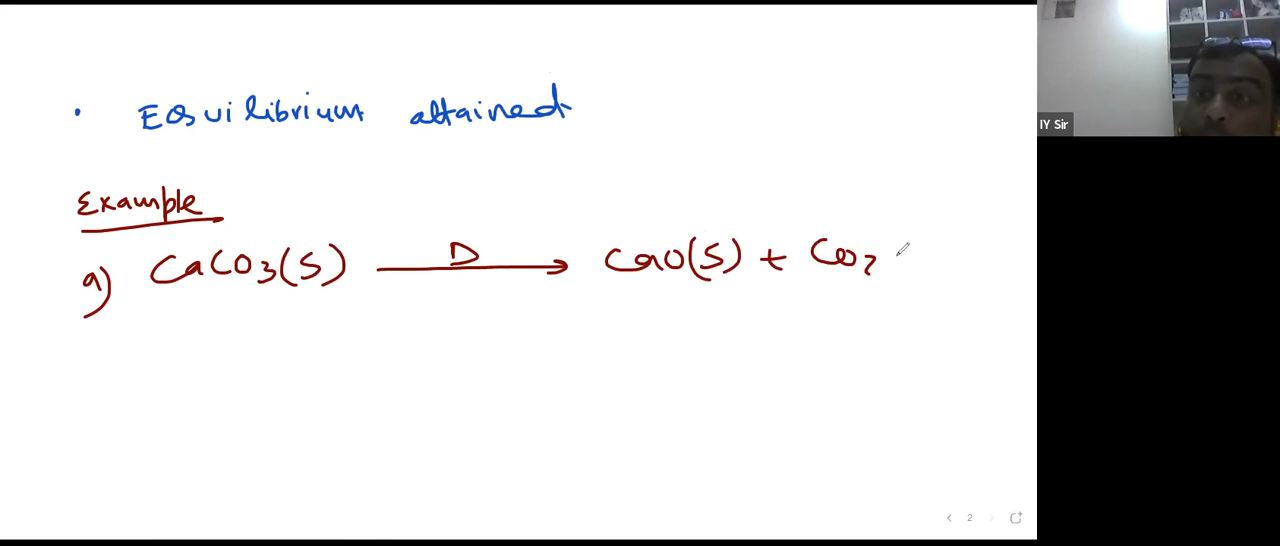 • Equilibrium attained
Example
a) CaCO3(S) D→ CaO(S) + CO2
IY Sir
2